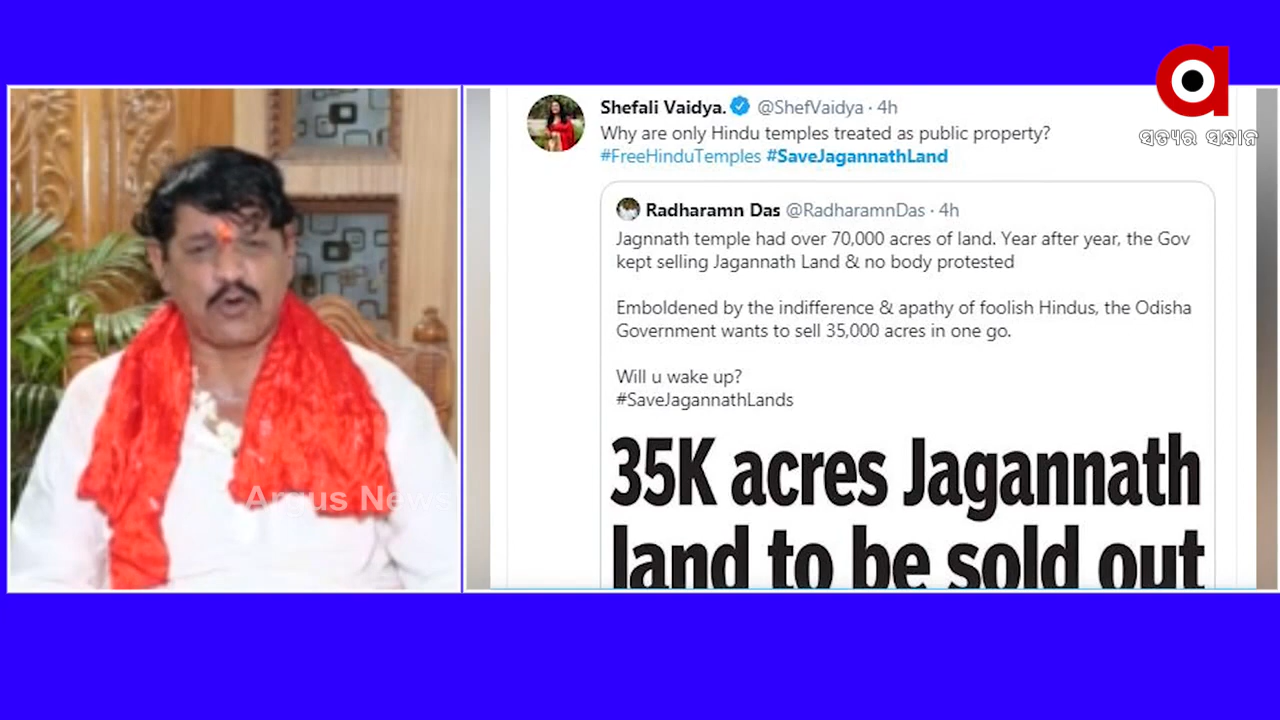 Shefali Vaidya. @ShefVaidya · 4h
Why are only Hindu temples treated as public property?
#FreeHinduTemples #SaveJagannathLand
Radharamn Das @RadharamnDas · 4h
Jagnnath temple had over 70,000 acres of land. Year after year, the Gov
kept selling Jagannath Land & no body protested
Emboldened by the indifference & apathy of foolish Hindus, the Odisha
Government wants to sell 35,000 acres in one go.
Will u wake up?
#SaveJagannathLands
35K acres Jagannath
land to be sold out
Argus News
ସତ୍ୟର ସନ୍ଧାନ